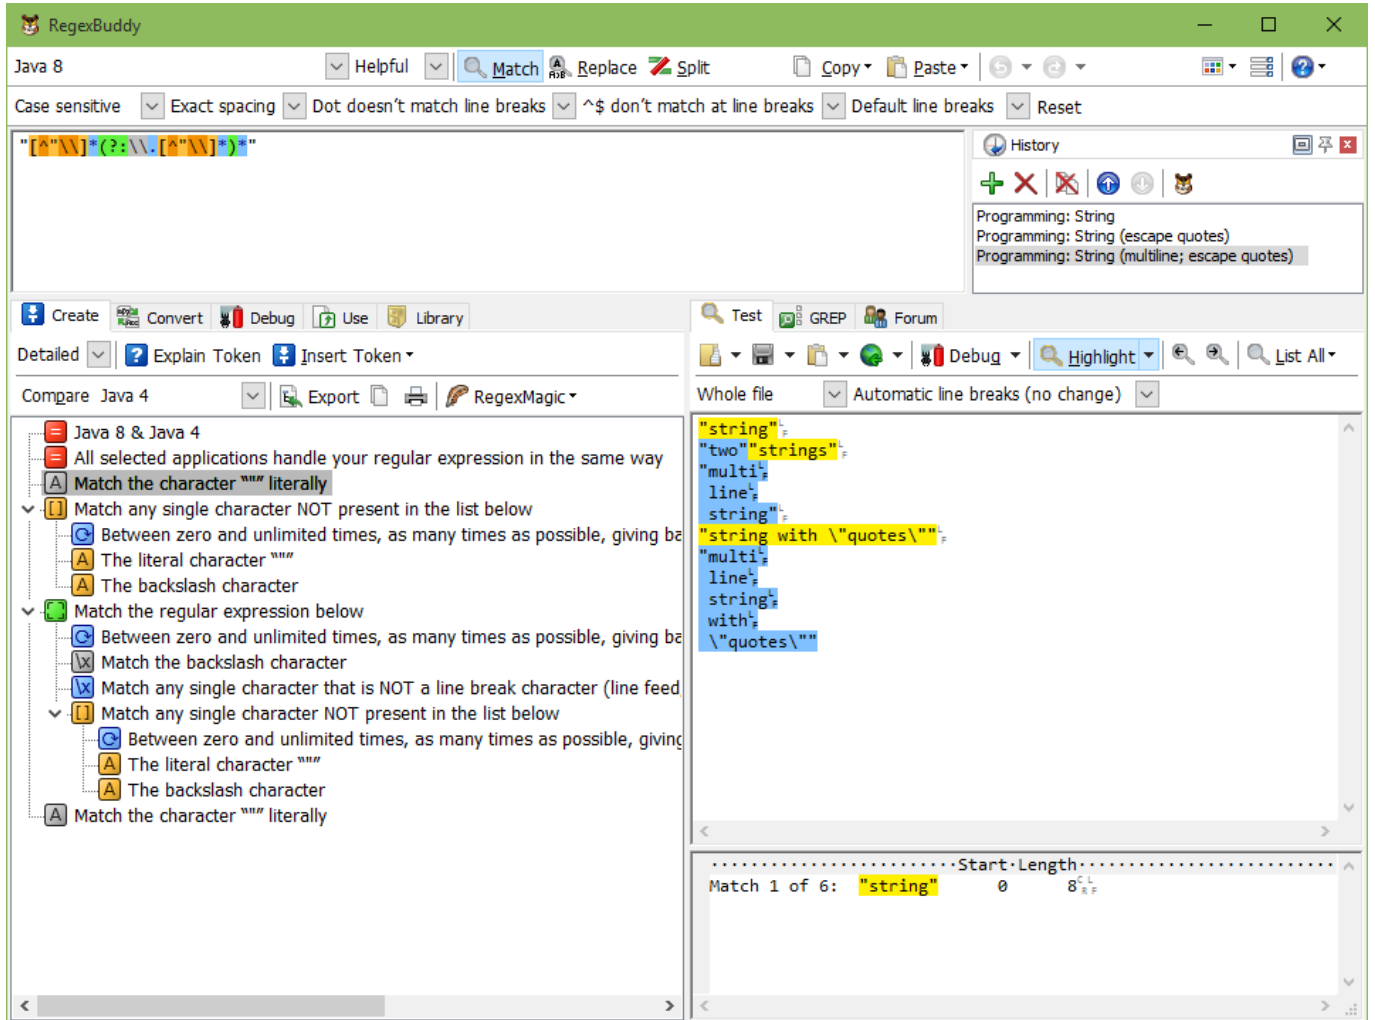 RegexBuddy
Java 8 Helpful Match Replace Split Copy Paste
Case sensitive Exact spacing Dot doesn't match line breaks ^$ don't match at line breaks Default line breaks Reset
"[^"\\]*(?:\\.[^"\\]*)*"
History
Programming: String
Programming: String (escape quotes)
Programming: String (multiline; escape quotes)
Create Convert Debug Use Library
Detailed Explain Token Insert Token
Compare Java 4 Export RegexMagic
Java 8 & Java 4
All selected applications handle your regular expression in the same way
Match the character “"” literally
Match any single character NOT present in the list below
Between zero and unlimited times, as many times as possible, giving ba
The literal character “"”
The backslash character
Match the regular expression below
Between zero and unlimited times, as many times as possible, giving ba
Match the backslash character
Match any single character that is NOT a line break character (line feed,
Match any single character NOT present in the list below
Between zero and unlimited times, as many times as possible, giving
The literal character “"”
The backslash character
Match the character “"” literally
Test GREP Forum
Debug Highlight List All
Whole file Automatic line breaks (no change)
"string"
"two""strings"
"multi
line
string"
"string with \"quotes\""
"multi
line
string
with
\"quotes\""
Start Length
Match 1 of 6: "string" 0 8